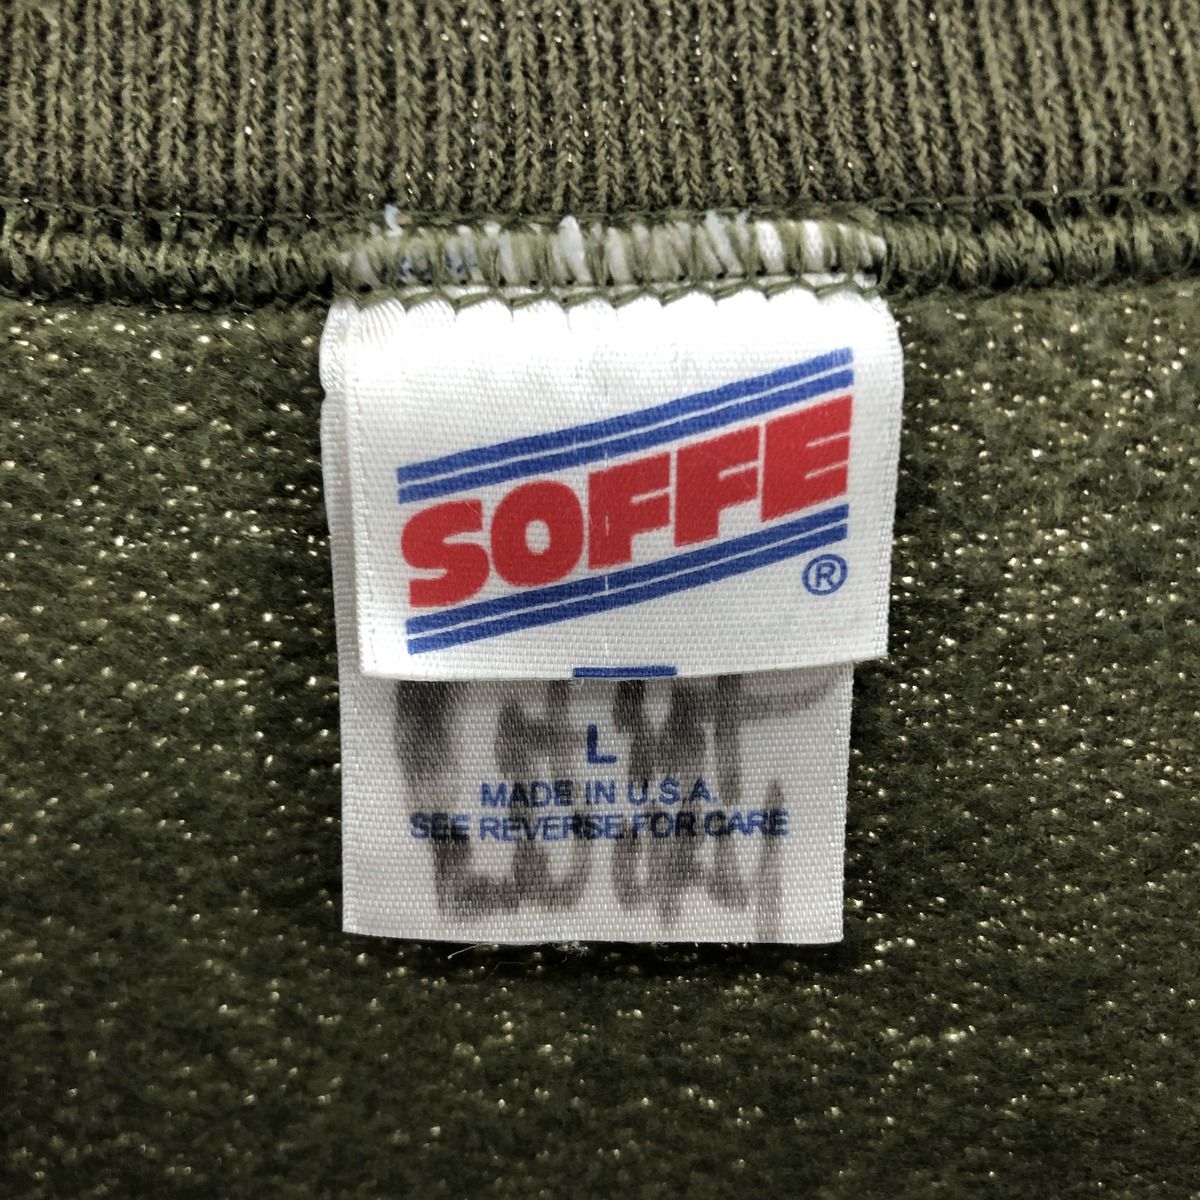 SOFFE
®
L
MADE IN U.S.A.
SEE REVERSE FOR CARE